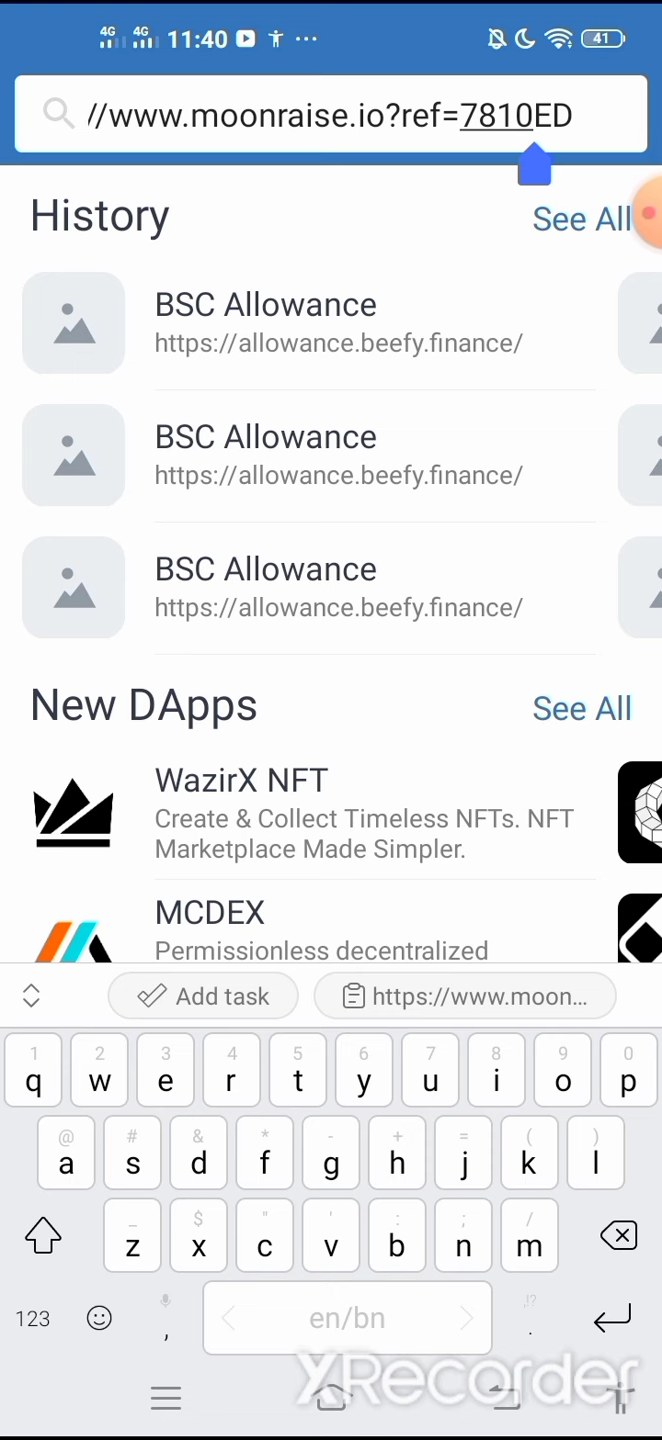 4G 4G 11:40 41
//www.moonraise.io?ref=7810ED
History See All
BSC Allowance
https://allowance.beefy.finance/
BSC Allowance
https://allowance.beefy.finance/
BSC Allowance
https://allowance.beefy.finance/
New DApps See All
WazirX NFT
Create & Collect Timeless NFTs. NFT
Marketplace Made Simpler.
MCDEX
Permissionless decentralized
Add task https://www.moon...
1 2 3 4 5 6 7 8 9 0
q w e r t y u i o p
@ # & * - + = ( )
a s d f g h j k l
_ $ " ' : ; /
z x c v b n m
123 , < en/bn > .
,!?
XRecorder